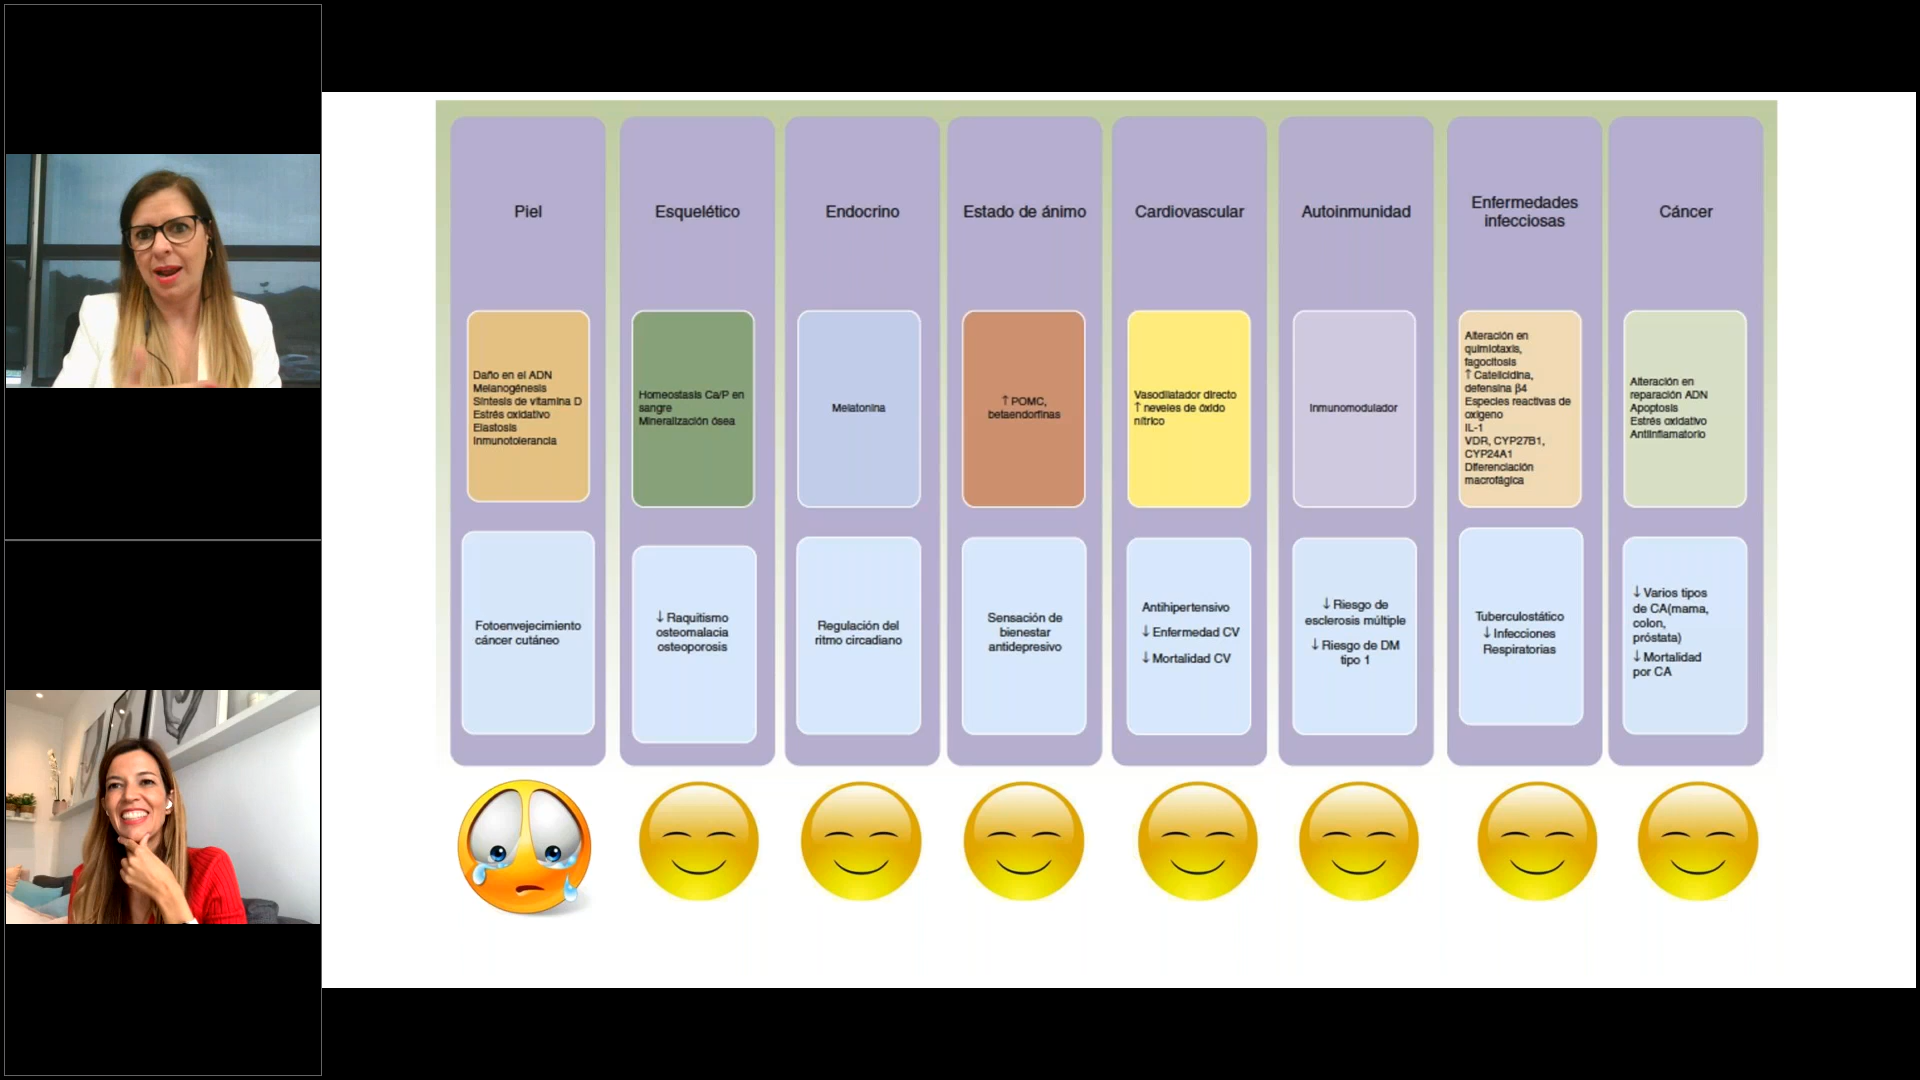 Piel
Esquelético
Endocrino
Estado de ánimo
Cardiovascular
Autoinmunidad
Enfermedades
infecciosas
Cáncer
Daño en el ADN
Melanogénesis
Síntesis de vitamina D
Estrés oxidativo
Elastosis
Inmunotolerancia
Homeostasis Ca/P en
sangre
Mineralización ósea
Melatonina
↑ POMC,
betaendorfinas
Vasodilatador directo
↑ neveles de óxido
nítrico
Inmunomodulador
Alteración en
quimiotaxis,
fagocitosis
↑ Catelicidina,
defensina β4
Especies reactivas de
oxígeno
IL-1
VDR, CYP27B1,
CYP24A1
Diferenciación
macrofágica
Alteración en
reparación ADN
Apoptosis
Estrés oxidativo
Antiinflamatorio
Fotoenvejecimiento
cáncer cutáneo
↓ Raquitismo
osteomalacia
osteoporosis
Regulación del
ritmo circadiano
Sensación de
bienestar
antidepresivo
Antihipertensivo
↓ Enfermedad CV
↓ Mortalidad CV
↓ Riesgo de
esclerosis múltiple
↓ Riesgo de DM
tipo 1
Tuberculostático
↓ Infecciones
Respiratorias
↓ Varios tipos
de CA(mama,
colon,
próstata)
↓ Mortalidad
por CA